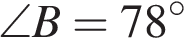 ∠B = 78°